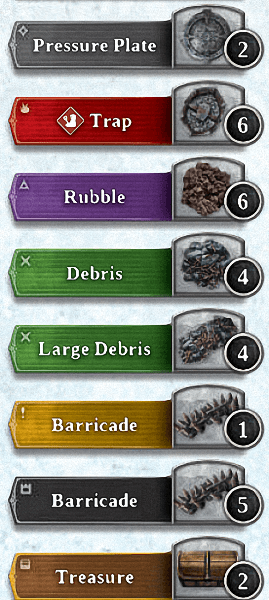 Pressure Plate 2
Trap 6
Rubble 6
Debris 4
Large Debris 4
Barricade 1
Barricade 5
Treasure 2